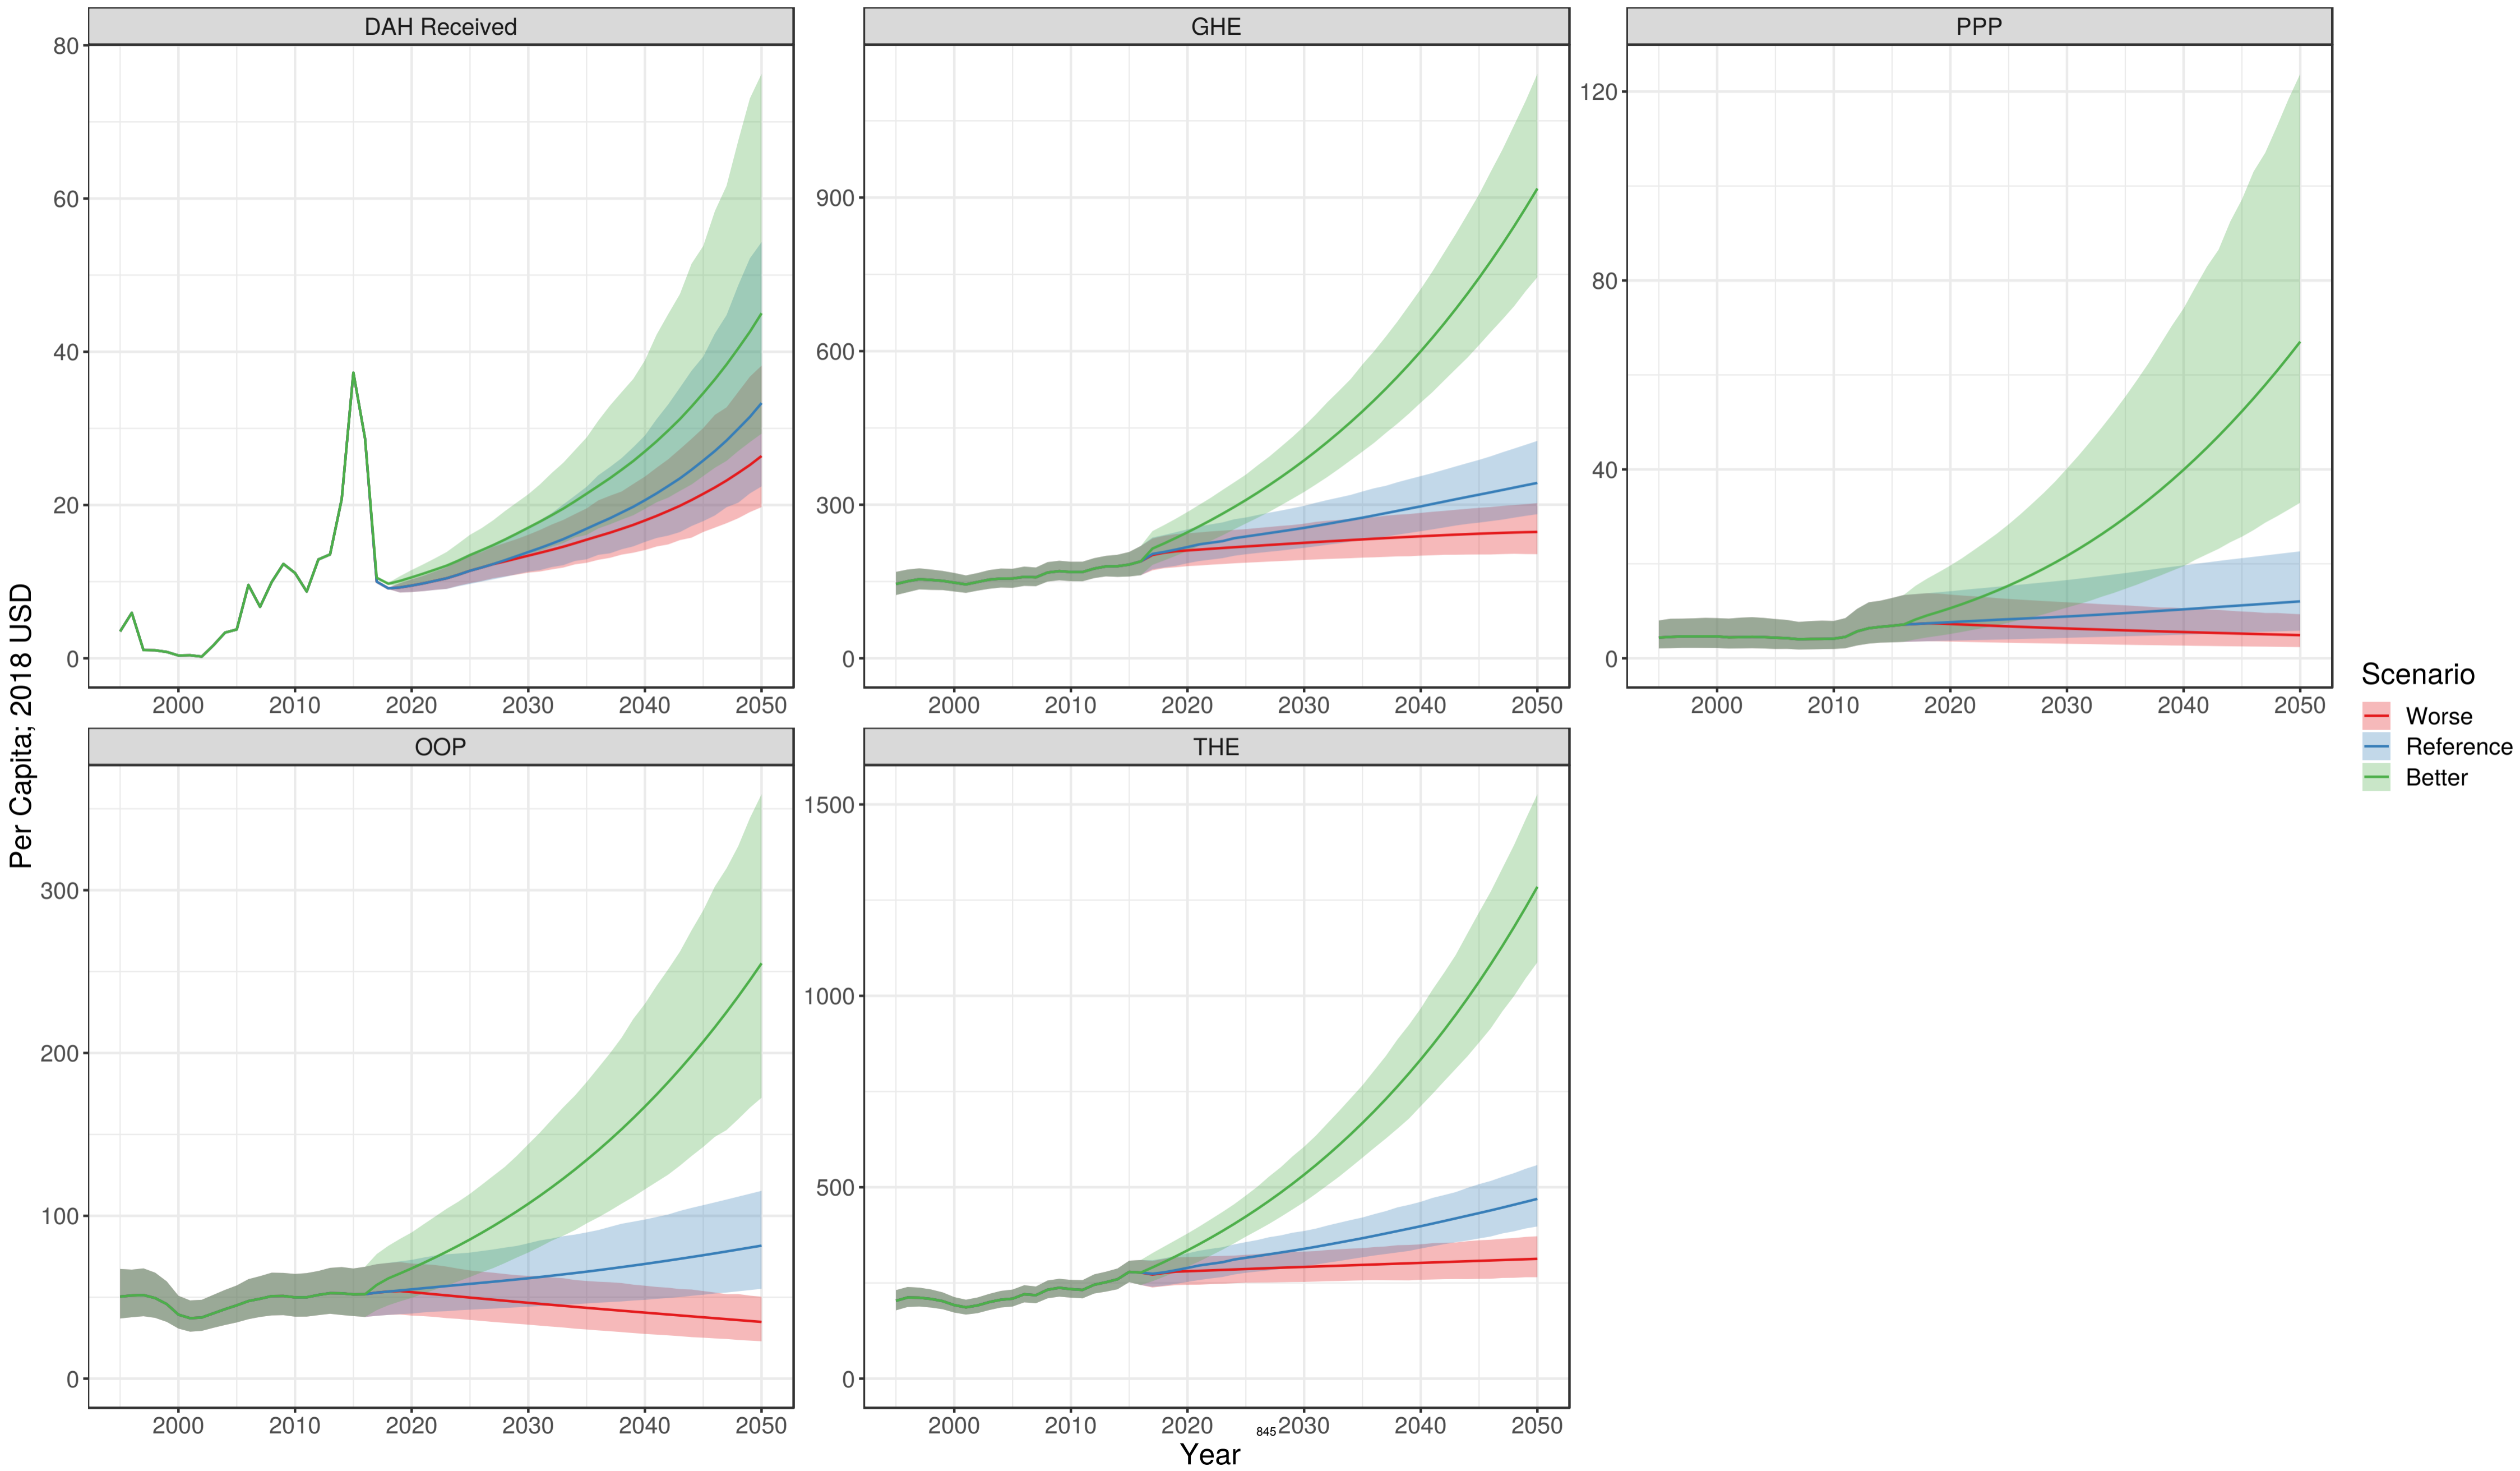 DAH Received
GHE
PPP
80
60
40
20
0
900
600
300
0
120
80
40
0
2000 2010 2020 2030 2040 2050
2000 2010 2020 2030 2040 2050
2000 2010 2020 2030 2040 2050
OOP
THE
300
200
100
0
1500
1000
500
0
2000 2010 2020 2030 2040 2050
2000 2010 2020 2030 2040 2050
Per Capita; 2018 USD
845
Year
Scenario
Worse
Reference
Better